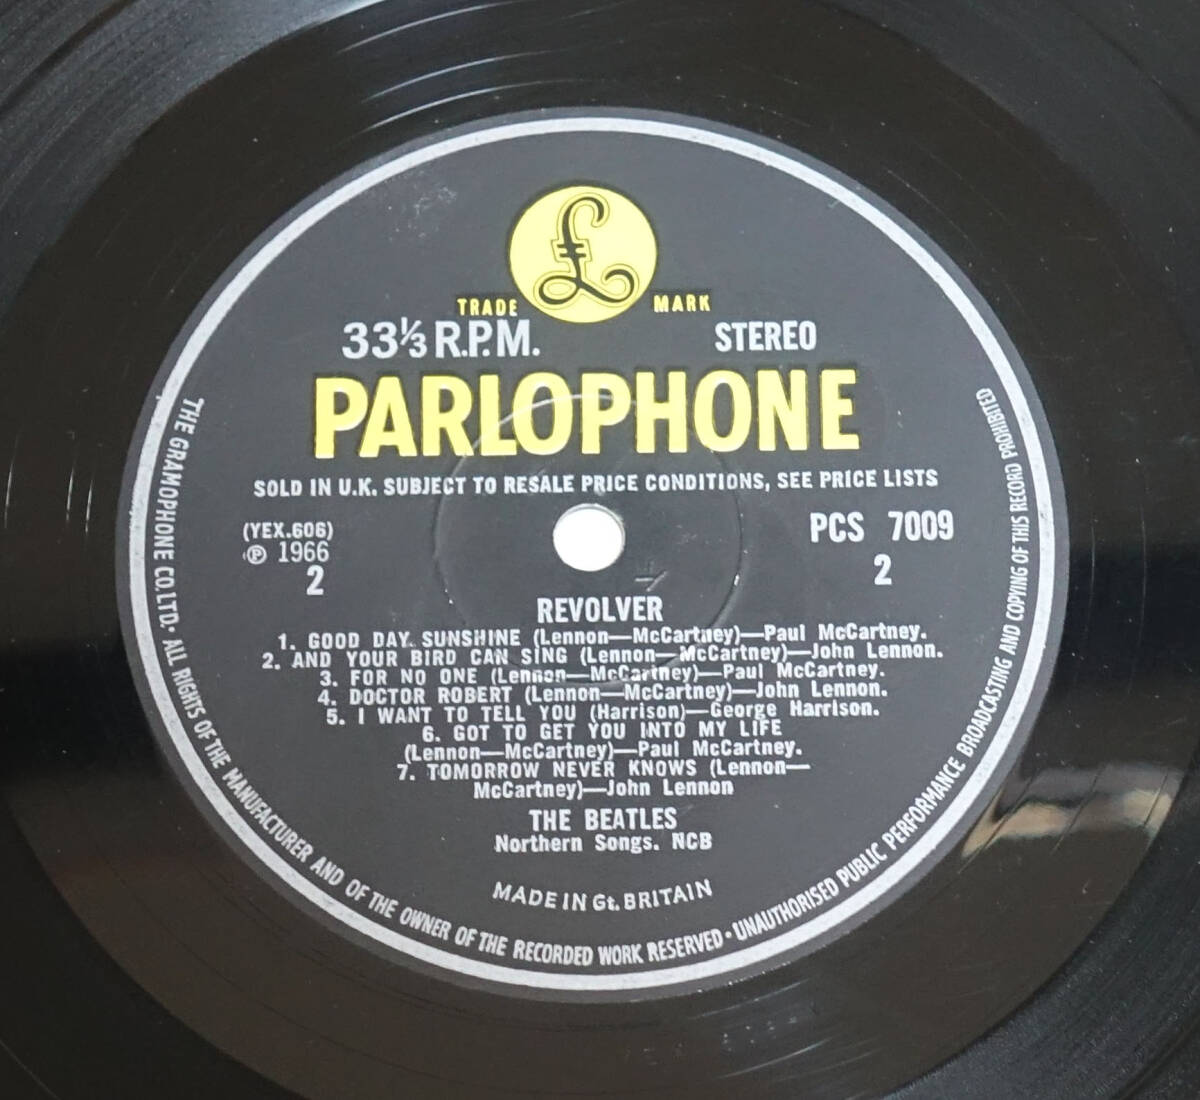 £
TRADE MARK
33⅓ R.P.M. STEREO
PARLOPHONE
SOLD IN U.K. SUBJECT TO RESALE PRICE CONDITIONS, SEE PRICE LISTS
(YEX.606) PCS 7009
℗ 1966
2 2
REVOLVER
1. GOOD DAY SUNSHINE (Lennon—McCartney)—Paul McCartney.
2. AND YOUR BIRD CAN SING (Lennon—McCartney)—John Lennon.
3. FOR NO ONE (Lennon—McCartney)—Paul McCartney.
4. DOCTOR ROBERT (Lennon—McCartney)—John Lennon.
5. I WANT TO TELL YOU (Harrison)—George Harrison.
6. GOT TO GET YOU INTO MY LIFE
(Lennon—McCartney)—Paul McCartney.
7. TOMORROW NEVER KNOWS (Lennon—
McCartney)—John Lennon
THE BEATLES
Northern Songs. NCB
MADE IN Gt. BRITAIN
THE GRAMOPHONE CO. LTD. • ALL RIGHTS OF THE MANUFACTURER AND OF THE OWNER OF THE RECORDED WORK RESERVED • UNAUTHORISED PUBLIC PERFORMANCE BROADCASTING AND COPYING OF THIS RECORD PROHIBITED